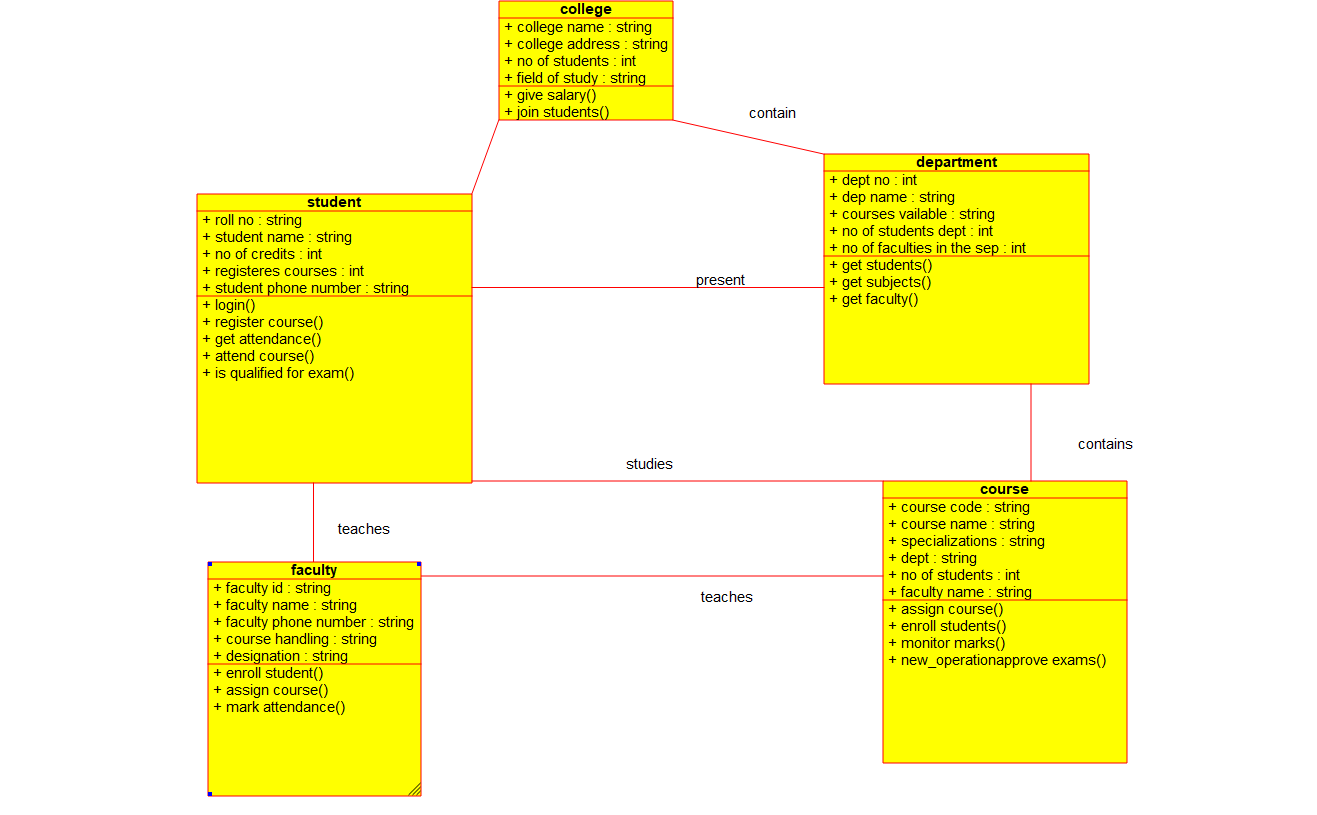 college
+ college name : string
+ college address : string
+ no of students : int
+ field of study : string
+ give salary()
+ join students()
contain
department
+ dept no : int
+ dep name : string
+ courses vailable : string
+ no of students dept : int
+ no of faculties in the sep : int
+ get students()
+ get subjects()
+ get faculty()
student
+ roll no : string
+ student name : string
+ no of credits : int
+ registeres courses : int
+ student phone number : string
+ login()
+ register course()
+ get attendance()
+ attend course()
+ is qualified for exam()
present
contains
studies
teaches
course
+ course code : string
+ course name : string
+ specializations : string
+ dept : string
+ no of students : int
+ faculty name : string
+ assign course()
+ enroll students()
+ monitor marks()
+ new_operationapprove exams()
faculty
+ faculty id : string
+ faculty name : string
+ faculty phone number : string
+ course handling : string
+ designation : string
+ enroll student()
+ assign course()
+ mark attendance()
teaches